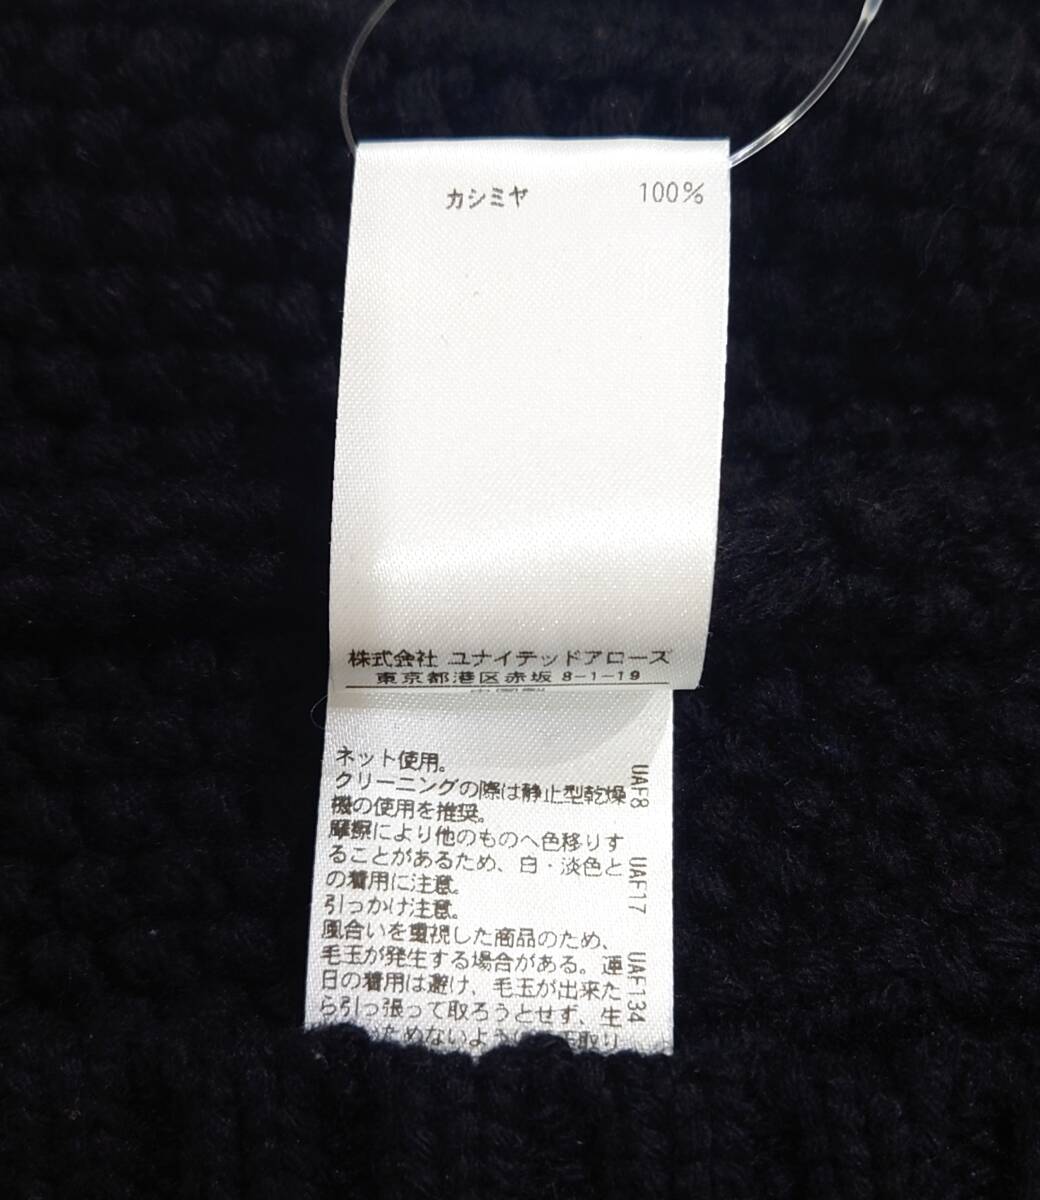 カシミヤ 100%
株式会社 ユナイテッドアローズ
東京都港区赤坂 8-1-19
ネット使用。
クリーニングの際は静止型乾燥
機の使用を推奨。
摩擦により他のものへ色移りす
ることがあるため、白・淡色と
の着用に注意。
引っかけ注意。
風合いを重視した商品のため、
毛玉が発生する場合がある。連
日の着用は避け、毛玉が出来た
ら引っ張って取ろうとせず、生
ためないよう
UAF8 UAF17 UAF134